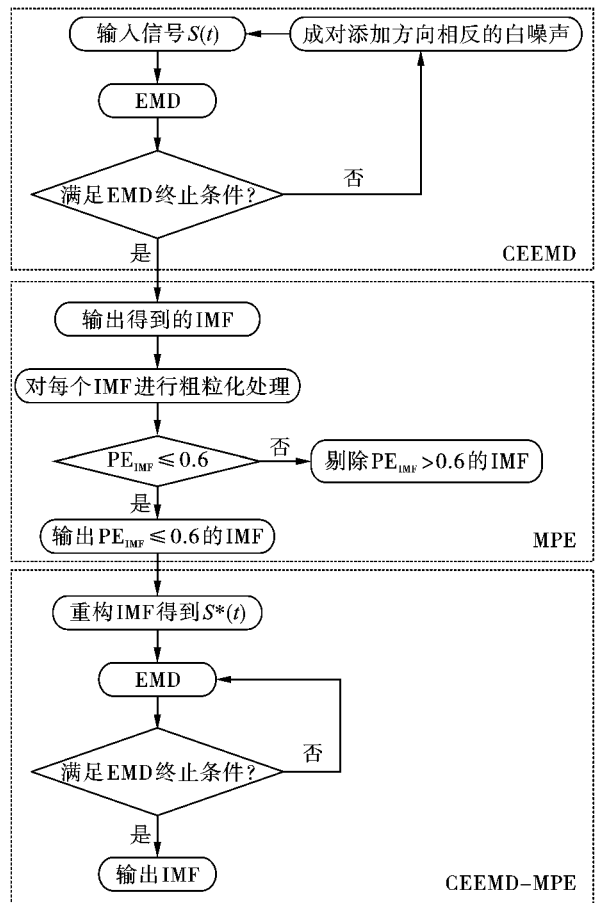 输入信号S(t)
成对添加方向相反的白噪声
EMD
满足EMD终止条件?
否
是
CEEMD
输出得到的IMF
对每个IMF进行粗粒化处理
PE_IMF≤0.6
否
剔除PE_IMF>0.6的IMF
是
输出PE_IMF≤0.6的IMF
MPE
重构IMF得到S*(t)
EMD
满足EMD终止条件?
否
是
输出IMF
CEEMD-MPE